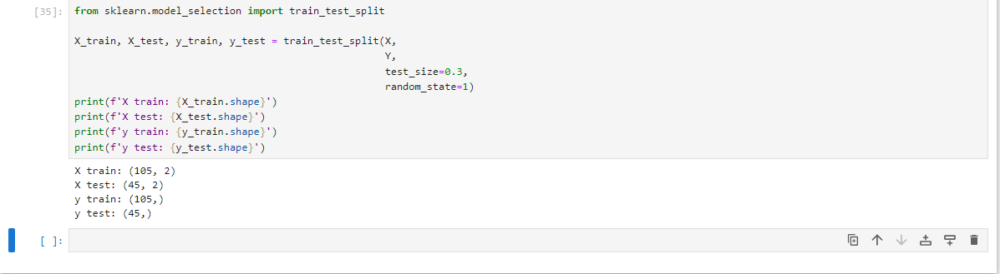 [35]: from sklearn.model_selection import train_test_split
X_train, X_test, y_train, y_test = train_test_split(X,
Y,
test_size=0.3,
random_state=1)
print(f'X train: {X_train.shape}')
print(f'X test: {X_test.shape}')
print(f'y train: {y_train.shape}')
print(f'y test: {y_test.shape}')
X train: (105, 2)
X test: (45, 2)
y train: (105,)
y test: (45,)
[ ]: